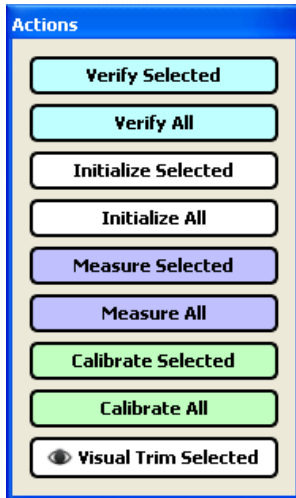 Actions
Verify Selected
Verify All
Initialize Selected
Initialize All
Measure Selected
Measure All
Calibrate Selected
Calibrate All
Visual Trim Selected